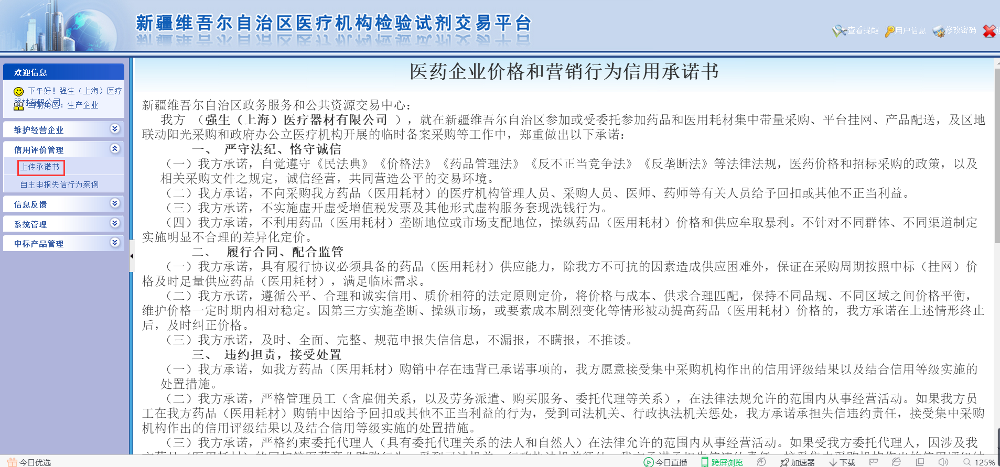 新疆维吾尔自治区医疗机构检验试剂交易平台
查看提醒 用户信息 修改密码
欢迎信息
下午好！强生（上海）医疗
器材有限公司
当前角色：生产企业
维护经营企业
信用评价管理
上传承诺书
自主申报失信行为案例
信息反馈
系统管理
中标产品管理
医药企业价格和营销行为信用承诺书
新疆维吾尔自治区政务服务和公共资源交易中心：
我方 （强生（上海）医疗器材有限公司 ），就在新疆维吾尔自治区参加或受委托参加药品和医用耗材集中带量采购、平台挂网、产品配送，及区地
联动阳光采购和政府办公立医疗机构开展的临时备案采购等工作中，郑重做出以下承诺：
一、 严守法纪、恪守诚信
（一）我方承诺，自觉遵守《民法典》《价格法》《药品管理法》《反不正当竞争法》《反垄断法》等法律法规，医药价格和招标采购的政策，以及
相关采购文件之规定，诚信经营，共同营造公平的交易环境。
（二）我方承诺，不向采购我方药品（医用耗材）的医疗机构管理人员、采购人员、医师、药师等有关人员给予回扣或其他不正当利益。
（三）我方承诺，不实施虚开虚受增值税发票及其他形式虚构服务套现洗钱行为。
（四）我方承诺，不利用药品（医用耗材）垄断地位或市场支配地位，操纵药品（医用耗材）价格和供应牟取暴利。不针对不同群体、不同渠道制定
实施明显不合理的差异化定价。
二、 履行合同、配合监管
（一）我方承诺，具有履行协议必须具备的药品（医用耗材）供应能力，除我方不可抗的因素造成供应困难外，保证在采购周期按照中标（挂网）价
格及时足量供应药品（医用耗材），满足临床需求。
（二）我方承诺，遵循公平、合理和诚实信用、质价相符的法定原则定价，将价格与成本、供求合理匹配，保持不同品规、不同区域之间价格平衡，
维护价格一定时期内相对稳定。因第三方实施垄断、操纵市场，或要素成本剧烈变化等情形被动提高药品（医用耗材）价格的，我方承诺在上述情形终止
后，及时纠正价格。
（三）我方承诺，及时、全面、完整、规范申报失信信息，不漏报，不瞒报，不推诿。
三、 违约担责，接受处置
（一）我方承诺，如我方药品（医用耗材）购销中存在违背己承诺事项的，我方愿意接受集中采购机构作出的信用评级结果以及结合信用等级实施的
处置措施。
（二）我方承诺，严格管理员工（含雇佣关系，以及劳务派遣、购买服务、委托代理等关系），在法律法规允许的范围内从事经营活动。如果我方员
工在我方药品（医用耗材）购销中因给予回扣或其他不正当利益的行为，受到司法机关、行政执法机关惩处，我方承诺承担失信违约责任，接受集中采购
机构作出的信用评级结果以及结合信用等级实施的处置措施。
（三）我方承诺，严格约束委托代理人（具有委托代理关系的法人和自然人）在法律允许的范围内从事经营活动。如果受我方委托代理人，因涉及我
今日优选 今日直播 跨屏浏览 加速器 下载 125%